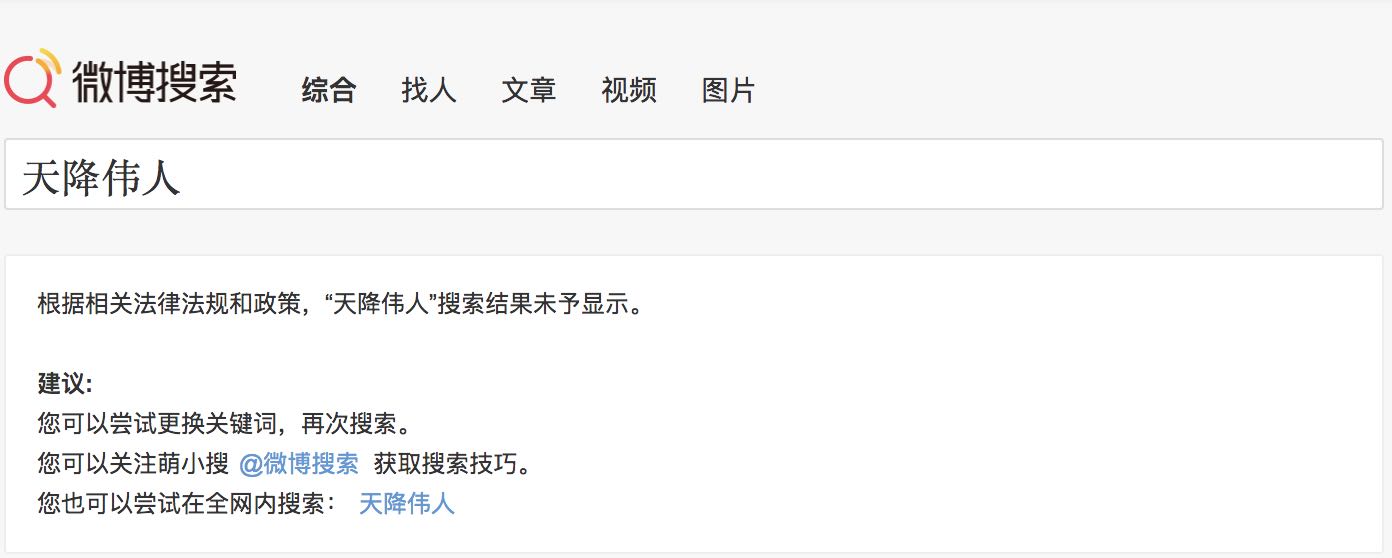 微博搜索 综合 找人 文章 视频 图片
天降伟人
根据相关法律法规和政策，“天降伟人”搜索结果未予显示。
建议:
您可以尝试更换关键词，再次搜索。
您可以关注萌小搜 @微博搜索 获取搜索技巧。
您也可以尝试在全网内搜索： 天降伟人